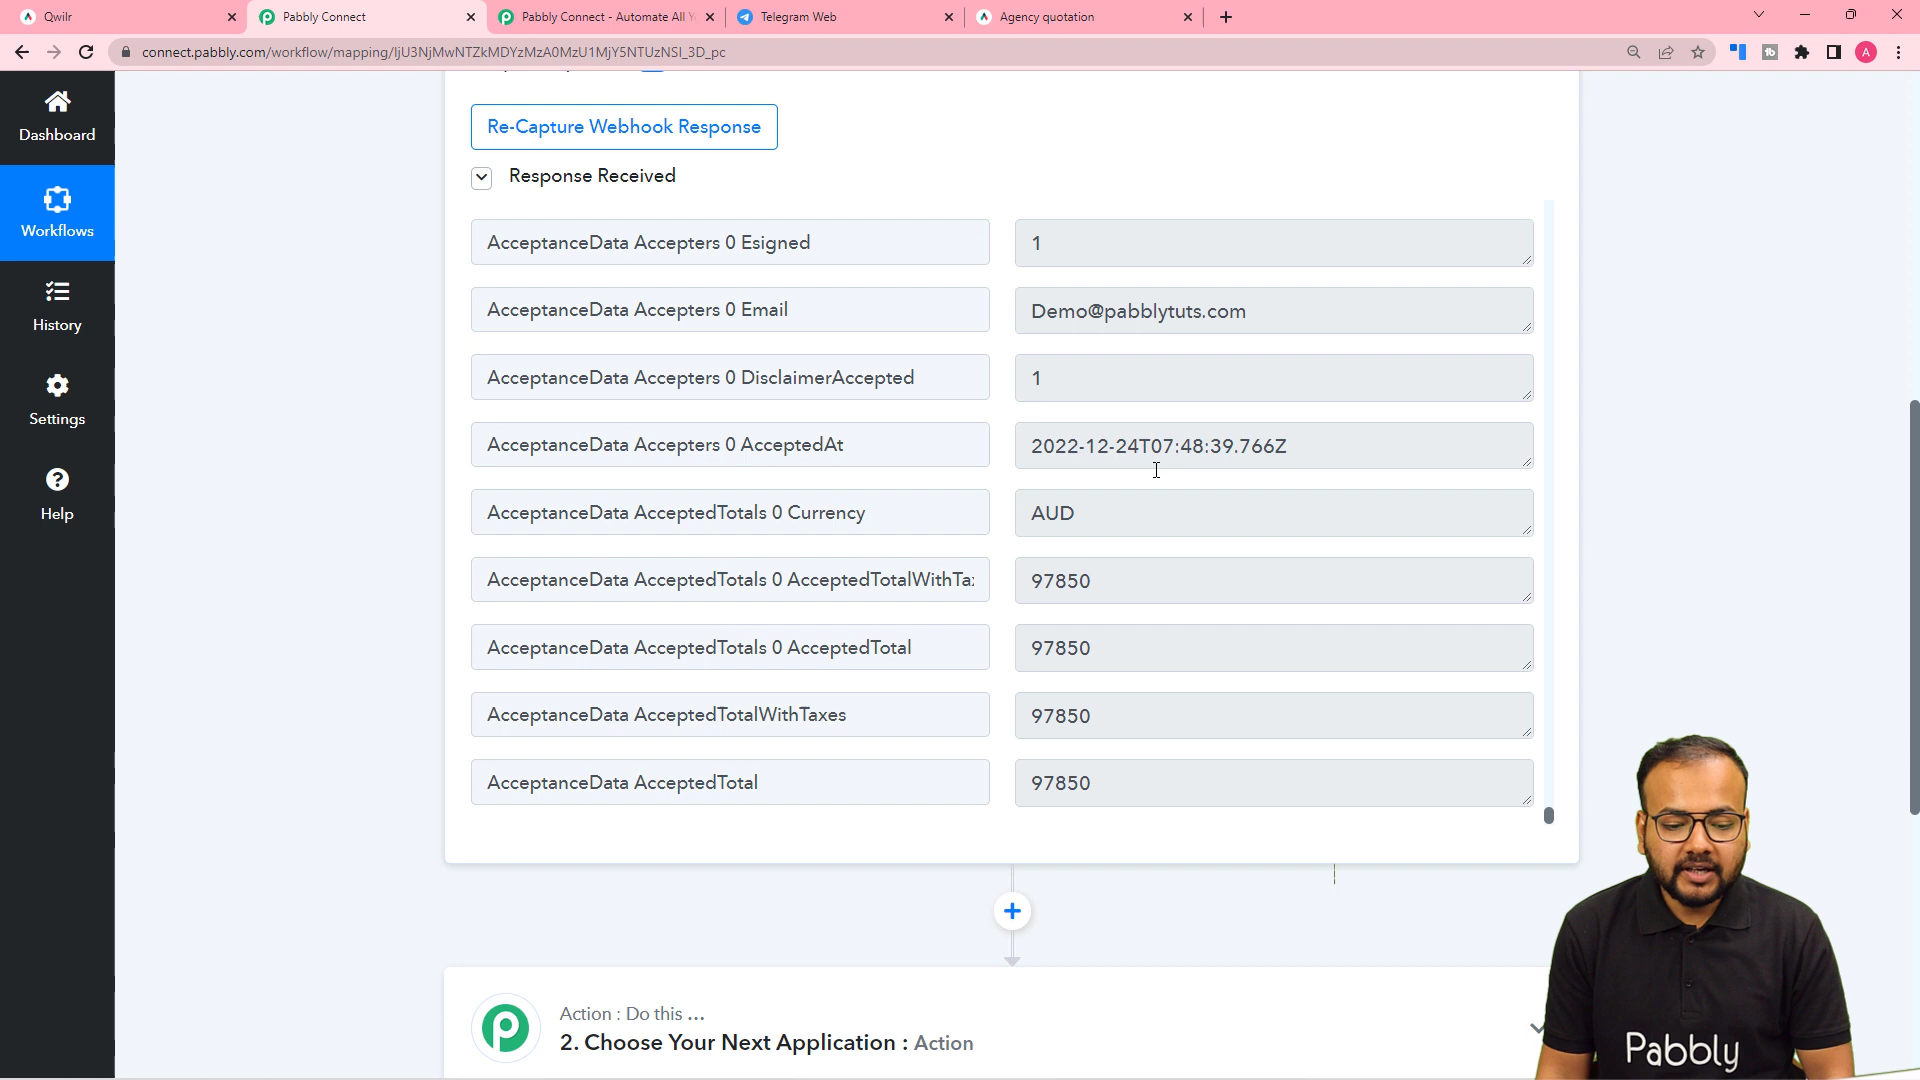 Qwilr
Pabbly Connect
Pabbly Connect - Automate All Y
Telegram Web
Agency quotation
connect.pabbly.com/workflow/mapping/IjU3NjMwNTZkMDYzMzA0MzU1MjY5NTUzNSI_3D_pc
A
Dashboard
Workflows
History
Settings
Help
Re-Capture Webhook Response
Response Received
AcceptanceData Accepters 0 Esigned
1
AcceptanceData Accepters 0 Email
Demo@pabblytuts.com
AcceptanceData Accepters 0 DisclaimerAccepted
1
AcceptanceData Accepters 0 AcceptedAt
2022-12-24T07:48:39.766Z
AcceptanceData AcceptedTotals 0 Currency
AUD
AcceptanceData AcceptedTotals 0 AcceptedTotalWithTa
97850
AcceptanceData AcceptedTotals 0 AcceptedTotal
97850
AcceptanceData AcceptedTotalWithTaxes
97850
AcceptanceData AcceptedTotal
97850
Action : Do this ...
2. Choose Your Next Application : Action
Pabbly